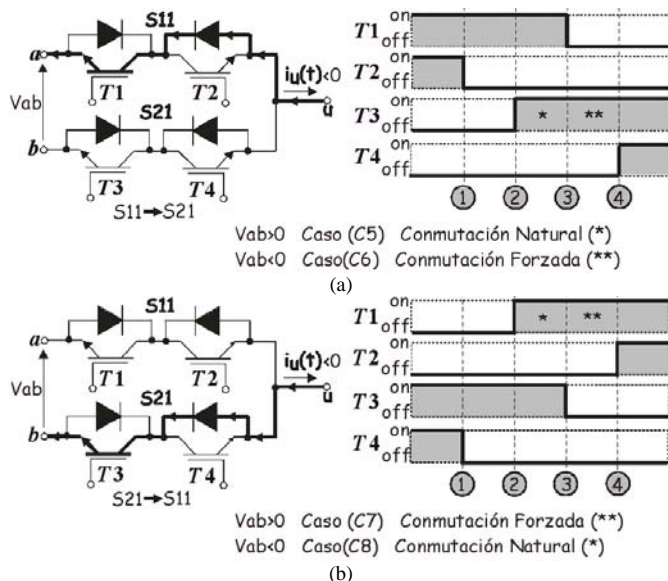 S11
a
T1
T2
iu(t)<0
Vab
S21
u
b
T3
T4
S11→S21
T1 on
off
T2 on
off
T3 on
off
* **
T4 on
off
1 2 3 4
Vab>0 Caso (C5) Conmutación Natural (*)
Vab<0 Caso(C6) Conmutación Forzada (**)
(a)
S11
a
T1
T2
iu(t)<0
Vab
S21
u
b
T3
T4
S21→S11
T1 on
off
* **
T2 on
off
T3 on
off
T4 on
off
1 2 3 4
Vab>0 Caso (C7) Conmutación Forzada (**)
Vab<0 Caso(C8) Conmutación Natural (*)
(b)